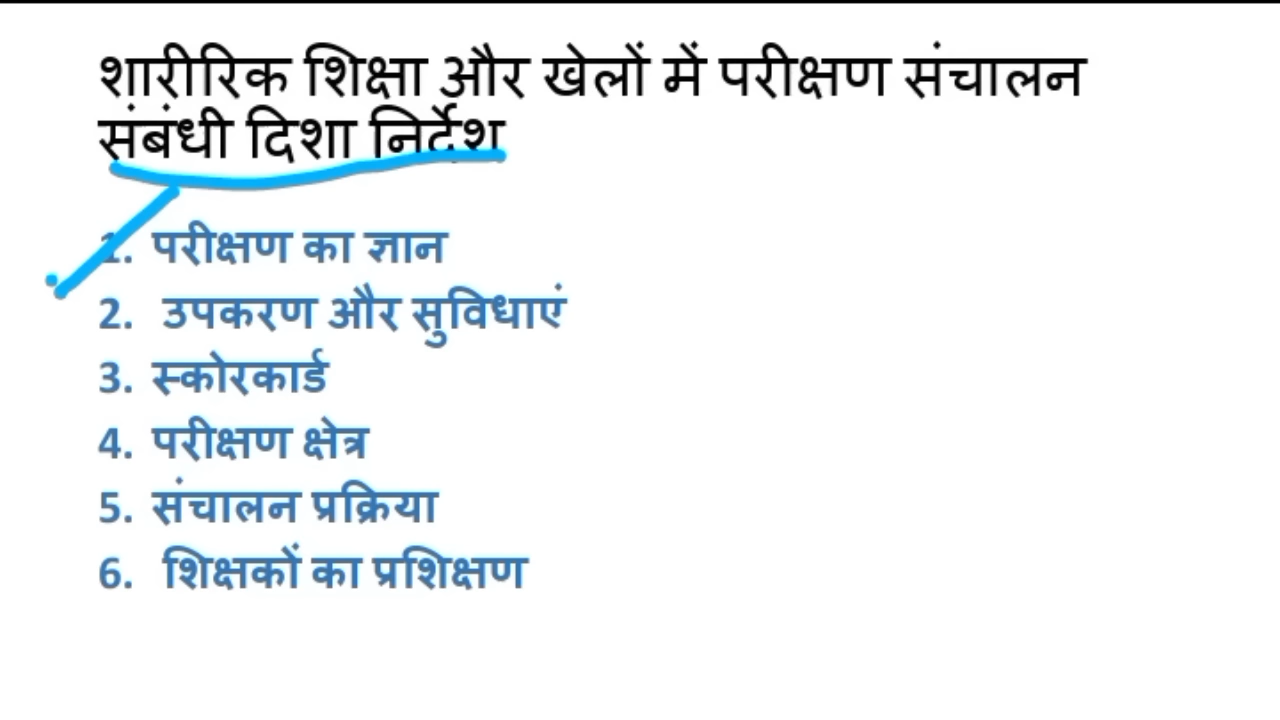 शारीरिक शिक्षा और खेलों में परीक्षण संचालन
संबंधी दिशा निर्देश
1. परीक्षण का ज्ञान
2. उपकरण और सुविधाएं
3. स्कोरकार्ड
4. परीक्षण क्षेत्र
5. संचालन प्रक्रिया
6. शिक्षकों का प्रशिक्षण